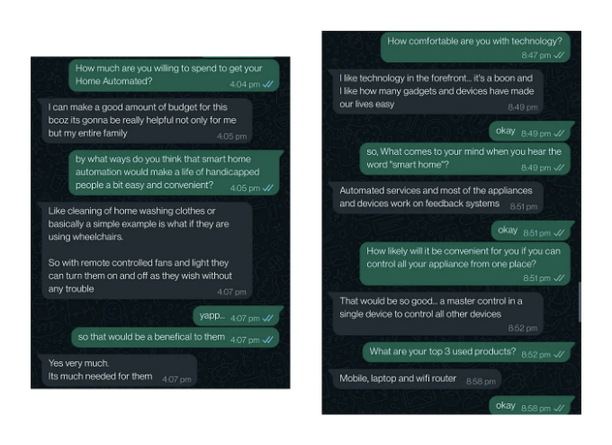 How much are you willing to spend to get your
Home Automated?
4:04 pm
I can make a good amount of budget for this
bcoz its gonna be really helpful not only for me
but my entire family
4:05 pm
by what ways do you think that smart home
automation would make a life of handicapped
people a bit easy and convenient?
4:05 pm
Like cleaning of home washing clothes or
basically a simple example is what if they are
using wheelchairs.
So with remote controlled fans and light they
can turn them on and off as they wish without
any trouble
4:07 pm
yapp... 4:07 pm
so that would be a benefical to them 4:07 pm
Yes very much.
Its much needed for them 4:07 pm
How comfortable are you with technology?
8:47 pm
I like technology in the forefront... it's a boon and
I like how many gadgets and devices have made
our lives easy
8:49 pm
okay 8:49 pm
so, What comes to your mind when you hear the
word "smart home"?
8:49 pm
Automated services and most of the appliances
and devices work on feedback systems 8:51 pm
okay 8:51 pm
How likely will it be convenient for you if you can
control all your appliance from one place?
8:51 pm
That would be so good... a master control in a
single device to control all other devices
8:52 pm
What are your top 3 used products? 8:52 pm
Mobile, laptop and wifi router 8:58 pm
okay 8:58 pm